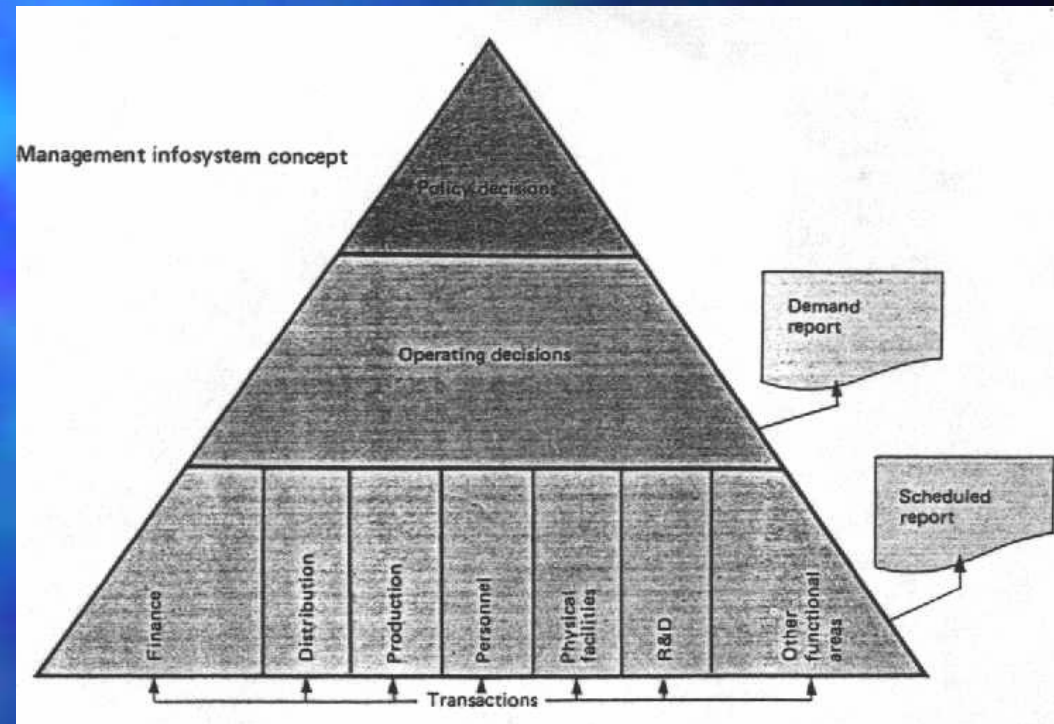 Management infosystem concept
Policy decisions
Operating decisions
Demand
report
Scheduled
report
Finance
Distribution
Production
Personnel
Physical
facilities
R&D
Other
functional
areas
Transactions